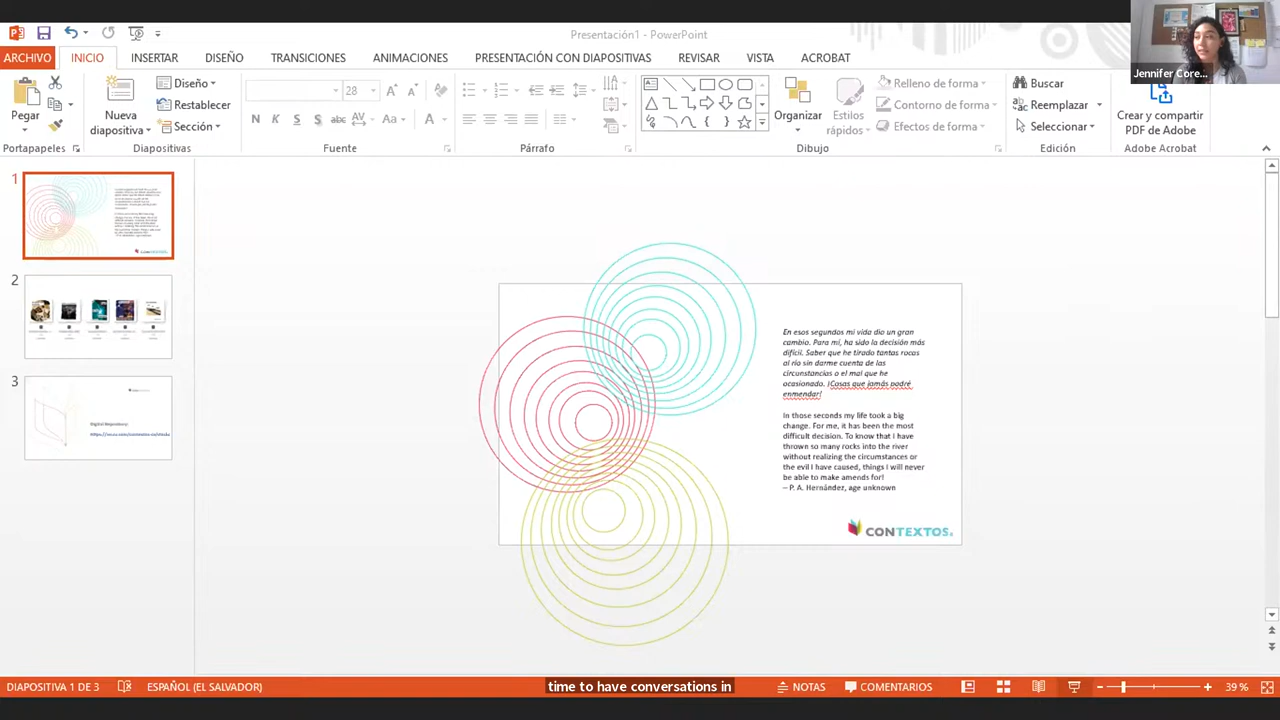 Presentación1 - PowerPoint
ARCHIVO INICIO INSERTAR DISEÑO TRANSICIONES ANIMACIONES PRESENTACIÓN CON DIAPOSITIVAS REVISAR VISTA ACROBAT
Jennifer Core...
Pegar
Portapapeles
Nueva
diapositiva
Diseño
Restablecer
Sección
Diapositivas
28
N K S S abc AV Aa A
Fuente
Párrafo
Organizar
Estilos
rápidos
Relleno de forma
Contorno de forma
Efectos de forma
Dibujo
Buscar
Reemplazar
Seleccionar
Edición
Crear y compartir
PDF de Adobe
Adobe Acrobat
1
2
3
Digital Repository:
En esos segundos mi vida dio un gran
cambio. Para mí, ha sido la decisión más
difícil. Saber que he tirado tantas rocas
al río sin darme cuenta de las
circunstancias o el mal que he
ocasionado. ¡Cosas que jamás podré
enmendar!
In those seconds my life took a big
change. For me, it has been the most
difficult decision. To know that I have
thrown so many rocks into the river
without realizing the circumstances or
the evil I have caused, things I will never
be able to make amends for!
– P. A. Hernández, age unknown
CONTEXTOS
DIAPOSITIVA 1 DE 3 ESPAÑOL (EL SALVADOR) time to have conversations in NOTAS COMENTARIOS 39 %